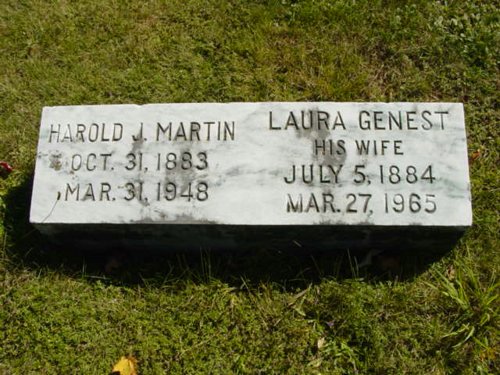 HAROLD J. MARTIN
OCT. 31, 1883
MAR. 31, 1948
LAURA GENEST
HIS WIFE
JULY 5, 1884
MAR. 27, 1965